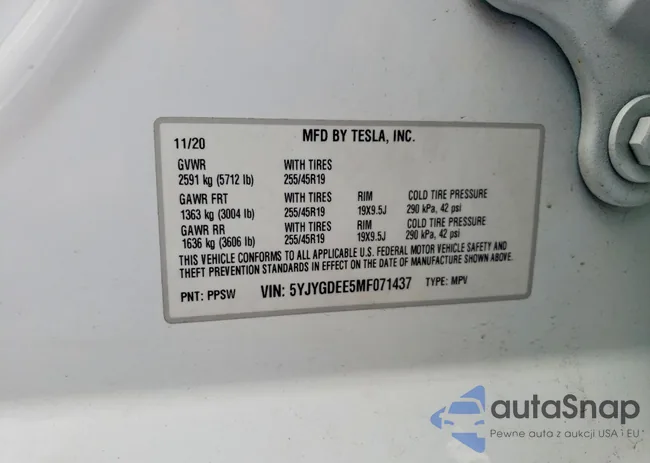 11/20 MFD BY TESLA, INC.
GVWR WITH TIRES
2591 kg (5712 lb) 255/45R19
GAWR FRT WITH TIRES RIM COLD TIRE PRESSURE
1363 kg (3004 lb) 255/45R19 19X9.5J 290 kPa, 42 psi
GAWR RR WITH TIRES RIM COLD TIRE PRESSURE
1636 kg (3606 lb) 255/45R19 19X9.5J 290 kPa, 42 psi
THIS VEHICLE CONFORMS TO ALL APPLICABLE U.S. FEDERAL MOTOR VEHICLE SAFETY AND
THEFT PREVENTION STANDARDS IN EFFECT ON THE DATE OF MANUFACTURE SHOWN ABOVE.
PNT: PPSW VIN: 5YJYGDEE5MF071437 TYPE: MPV
autaSnap
Pewne auta z aukcji USA i EU